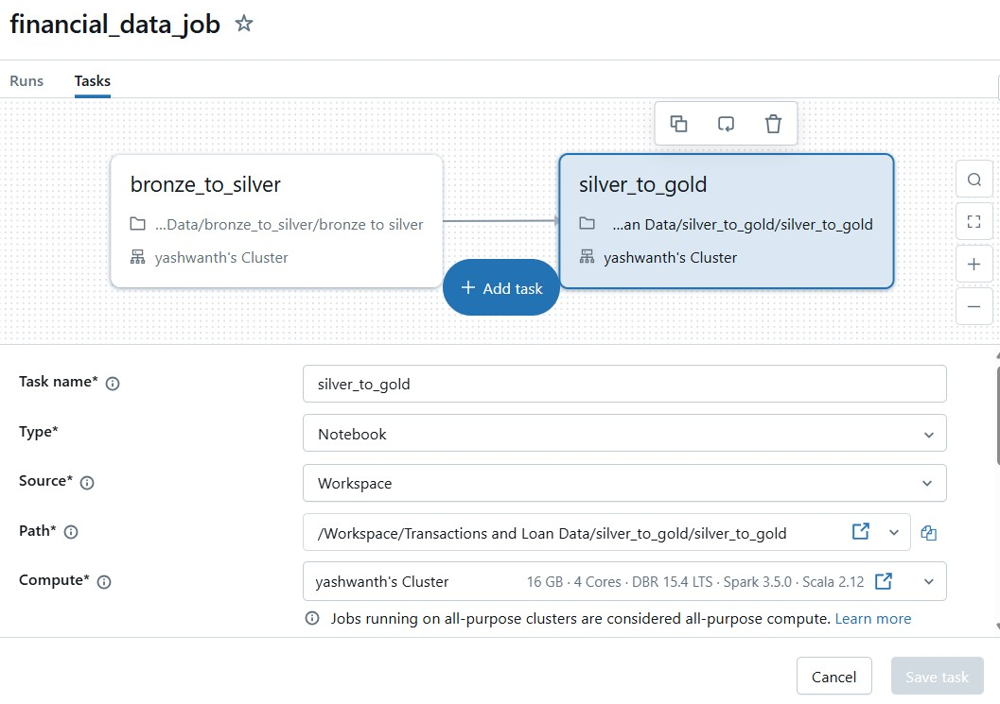 financial_data_job
Runs Tasks
bronze_to_silver
...Data/bronze_to_silver/bronze to silver
yashwanth's Cluster
silver_to_gold
...an Data/silver_to_gold/silver_to_gold
yashwanth's Cluster
+ Add task
Task name* silver_to_gold
Type* Notebook
Source* Workspace
Path* /Workspace/Transactions and Loan Data/silver_to_gold/silver_to_gold
Compute* yashwanth's Cluster 16 GB · 4 Cores · DBR 15.4 LTS · Spark 3.5.0 · Scala 2.12
Jobs running on all-purpose clusters are considered all-purpose compute. Learn more
Cancel Save task